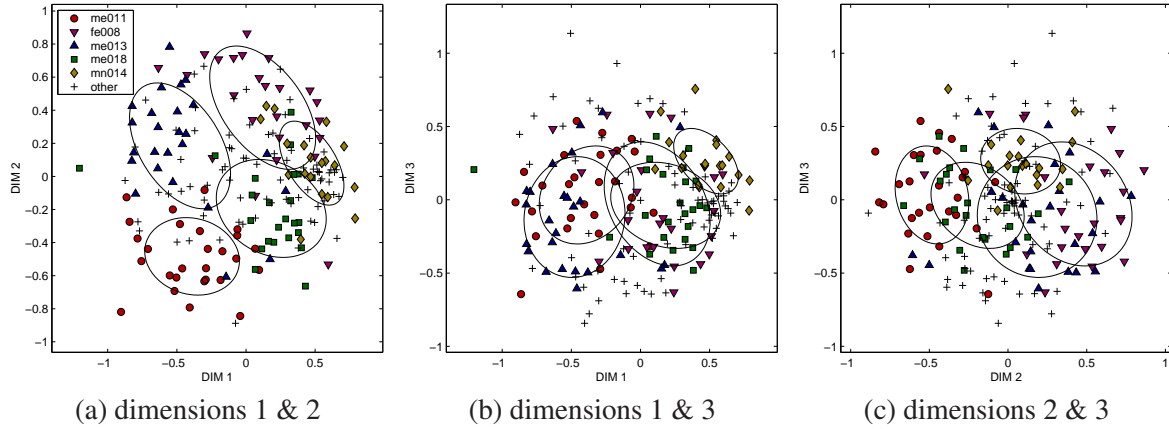 me011
fe008
me013
me018
mn014
other
1
0.8
0.6
0.4
0.2
0
−0.2
−0.4
−0.6
−0.8
−1
DIM 2
−1 −0.5 0 0.5
DIM 1
(a) dimensions 1 & 2
1
0.5
0
−0.5
−1
DIM 3
−1 −0.5 0 0.5
DIM 1
(b) dimensions 1 & 3
1
0.5
0
−0.5
−1
DIM 3
−1 −0.5 0 0.5 1
DIM 2
(c) dimensions 2 & 3